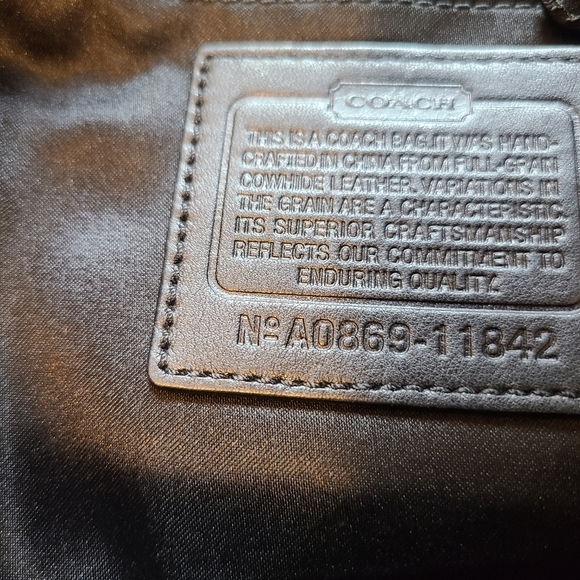 COACH
THIS IS A COACH BAG. IT WAS HAND-
CRAFTED IN CHINA FROM FULL-GRAIN
COWHIDE LEATHER. VARIATIONS IN
THE GRAIN ARE A CHARACTERISTIC.
ITS SUPERIOR CRAFTSMANSHIP
REFLECTS OUR COMMITMENT TO
ENDURING QUALITY.
Nº A0869-11842